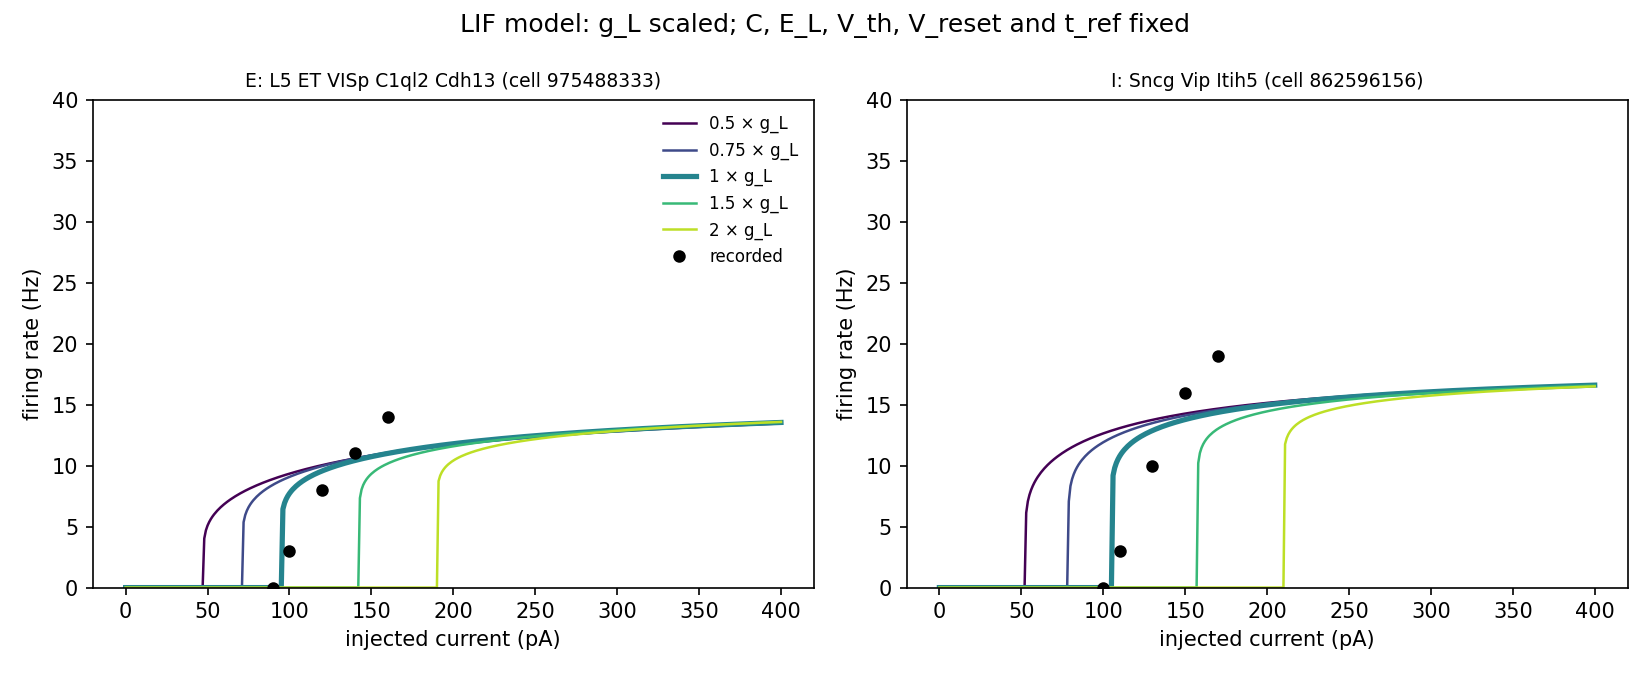 LIF model: g_L scaled; C, E_L, V_th, V_reset and t_ref fixed
E: L5 ET VISp C1ql2 Cdh13 (cell 975488333)
40
35
30
25
20
15
10
5
0
firing rate (Hz)
0.5 × g_L
0.75 × g_L
1 × g_L
1.5 × g_L
2 × g_L
recorded
0 50 100 150 200 250 300 350 400
injected current (pA)
I: Sncg Vip Itih5 (cell 862596156)
40
35
30
25
20
15
10
5
0
firing rate (Hz)
0 50 100 150 200 250 300 350 400
injected current (pA)